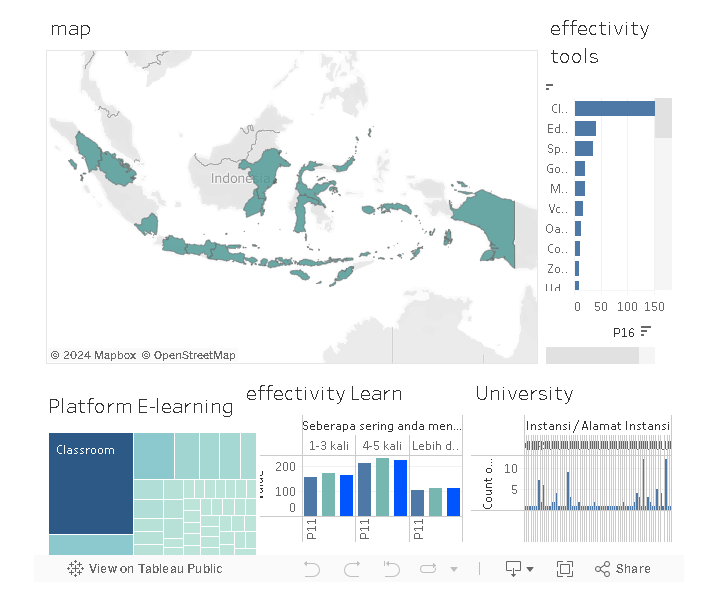 map
effectivity
tools
Indonesia
Cl..
Ed..
Sp..
Go..
M..
Vc..
Oa..
Co..
Zo..
Ud..
0 50 100 150
P16
© 2024 Mapbox © OpenStreetMap
Platform E-learning
Classroom
effectivity Learn
Seberapa sering anda men...
1-3 kali 4-5 kali Lebih d..
Value
200
100
0
P11 P11 P11
University
Instansi / Alamat Instansi
Count o...
10
5
View on Tableau Public
Share